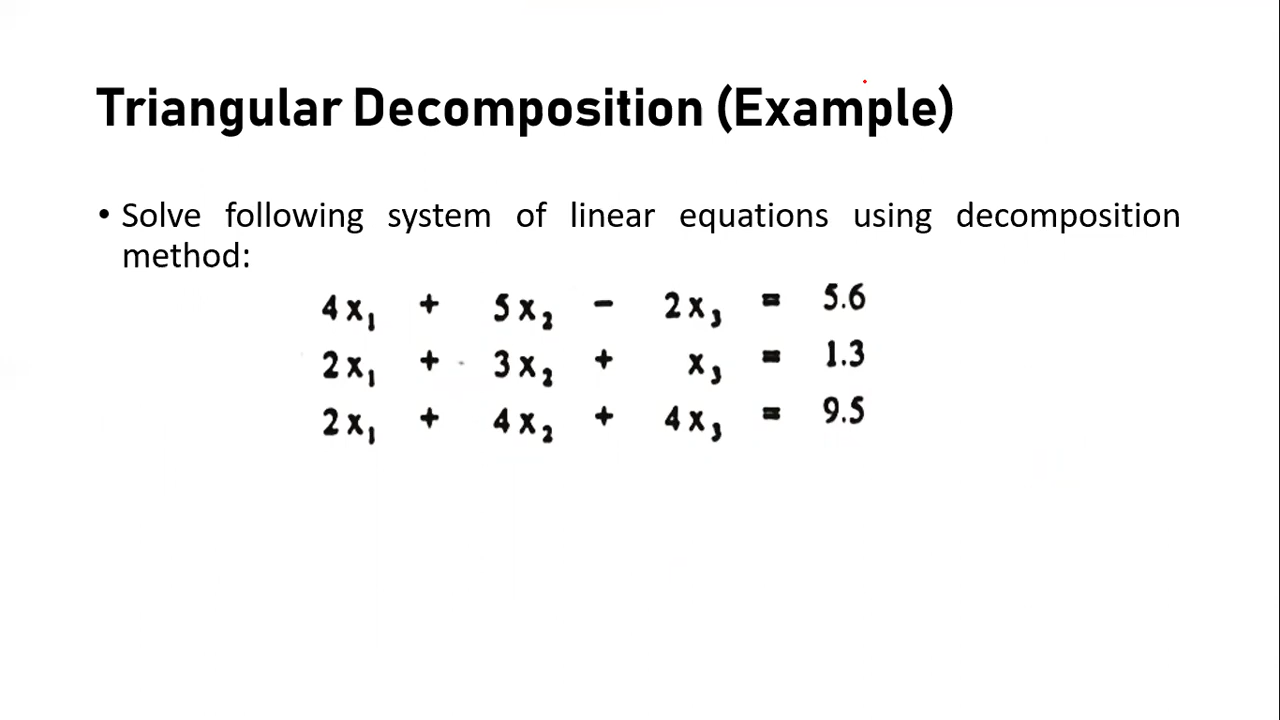 Triangular Decomposition (Example)
• Solve following system of linear equations using decomposition
method:
4x₁ + 5x₂ - 2x₃ = 5.6
2x₁ + 3x₂ + x₃ = 1.3
2x₁ + 4x₂ + 4x₃ = 9.5